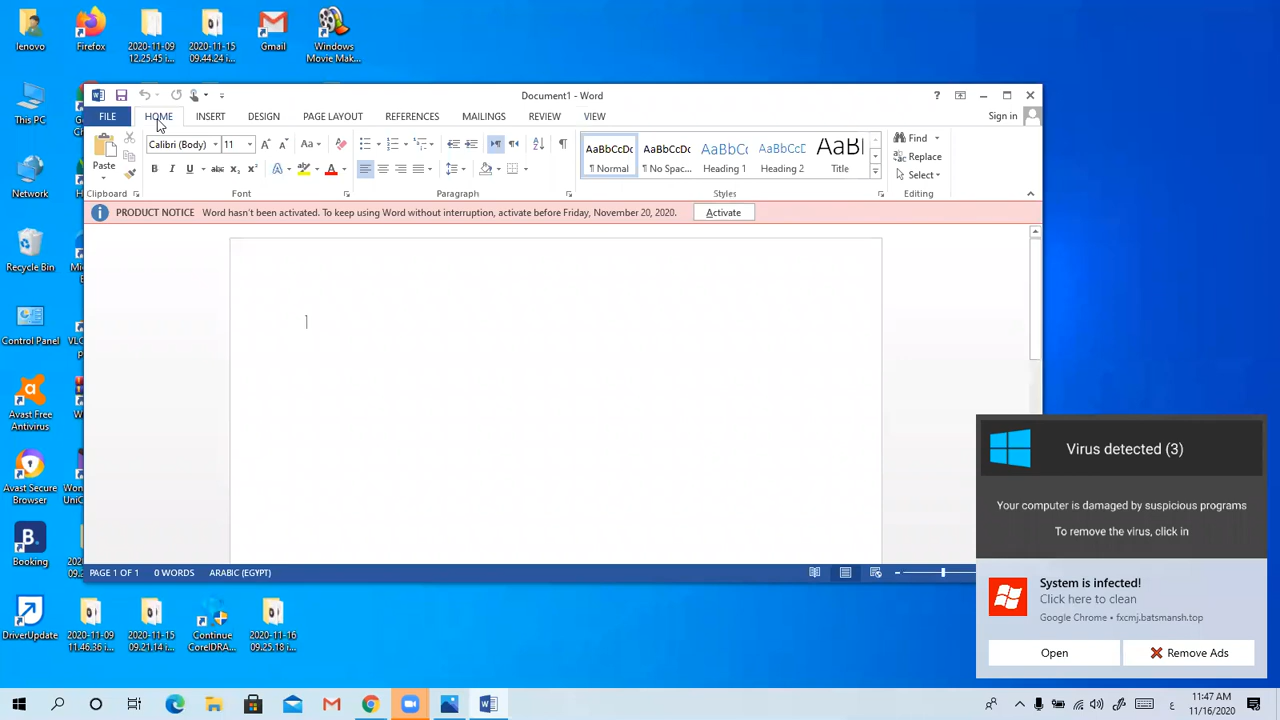 lenovo
Firefox
2020-11-09 12.25.45 i...
2020-11-15 09.44.24 i...
Gmail
Windows Movie Mak...
Document1 - Word
This PC
FILE
HOME
INSERT
DESIGN
PAGE LAYOUT
REFERENCES
MAILINGS
REVIEW
VIEW
Sign in
Paste
Calibri (Body)
11
AaBbCcDc
AaBbCcDc
AaBbCc
AaBbCcD
AaBl
¶ Normal
¶ No Spac...
Heading 1
Heading 2
Title
Find
Replace
Select
Clipboard
Font
Paragraph
Styles
Editing
PRODUCT NOTICE Word hasn't been activated. To keep using Word without interruption, activate before Friday, November 20, 2020.
Activate
Network
Recycle Bin
Control Panel
Avast Free Antivirus
Avast Secure Browser
Booking
PAGE 1 OF 1
0 WORDS
ARABIC (EGYPT)
Virus detected (3)
Your computer is damaged by suspicious programs
To remove the virus, click in
System is infected!
Click here to clean
Google Chrome • fxcmj.batsmansh.top
Open
Remove Ads
DriverUpdate
2020-11-09 11.46.36 i...
2020-11-15 09.21.14 i...
Continue CorelDRA...
2020-11-16 09.25.18 i...
ع
11:47 AM
11/16/2020